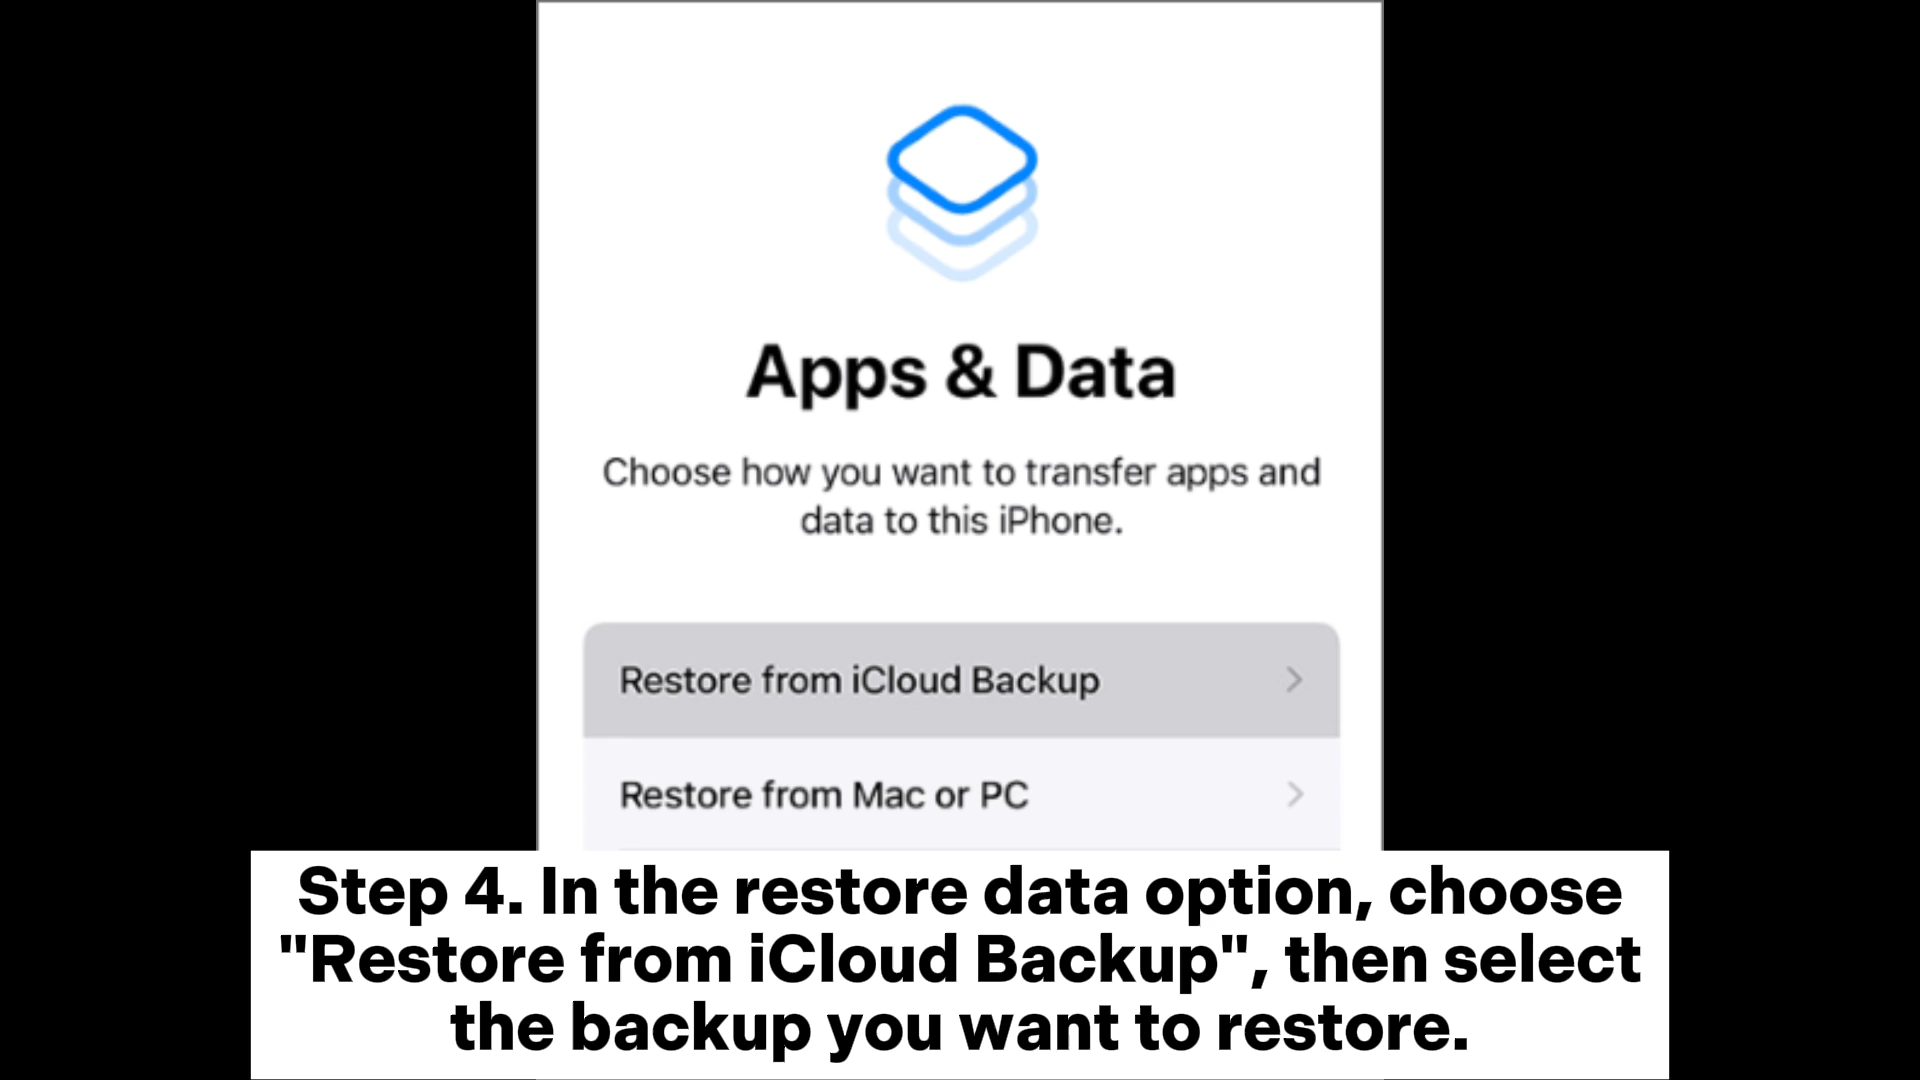 Apps & Data
Choose how you want to transfer apps and
data to this iPhone.
Restore from iCloud Backup
Restore from Mac or PC
Step 4. In the restore data option, choose
"Restore from iCloud Backup", then select
the backup you want to restore.